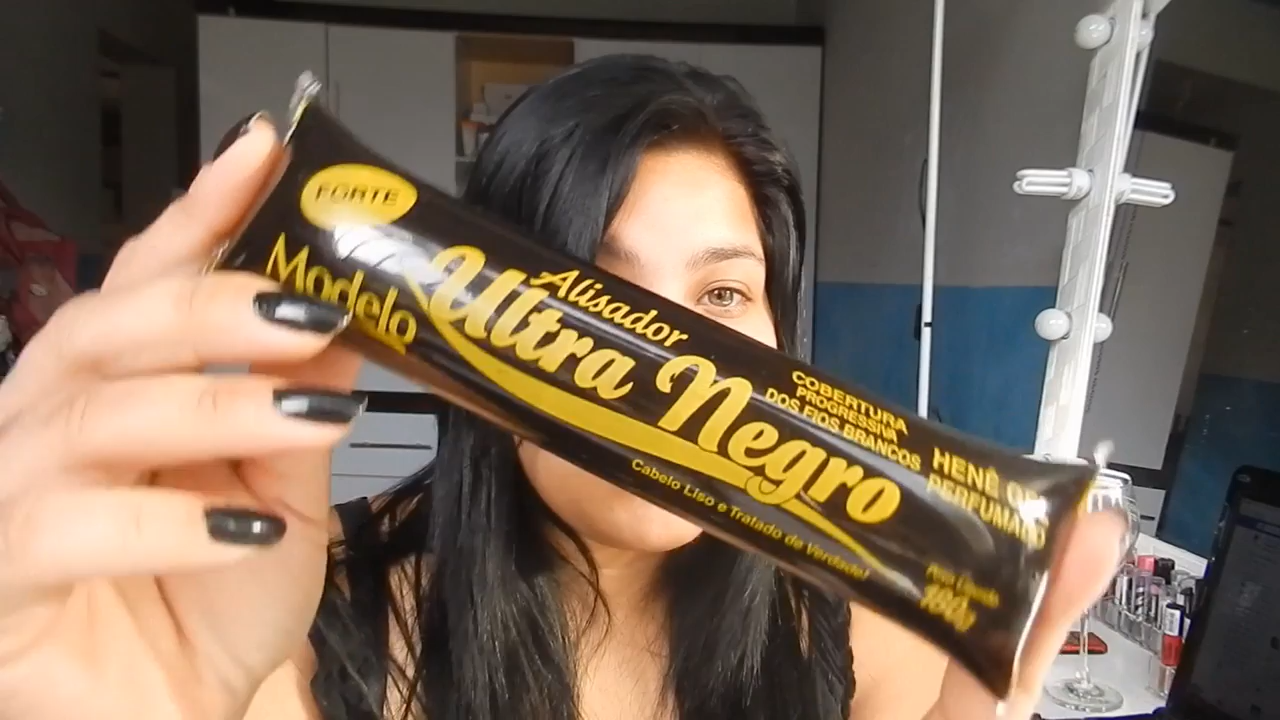 FORTE
Modelo
Alisador
Ultra Negro
COBERTURA
PROGRESSIVA
DOS FIOS BRANCOS
HENÊ
PERFUMADO
Cabelo Liso e Tratado de Verdade!
Peso Líquido
180g